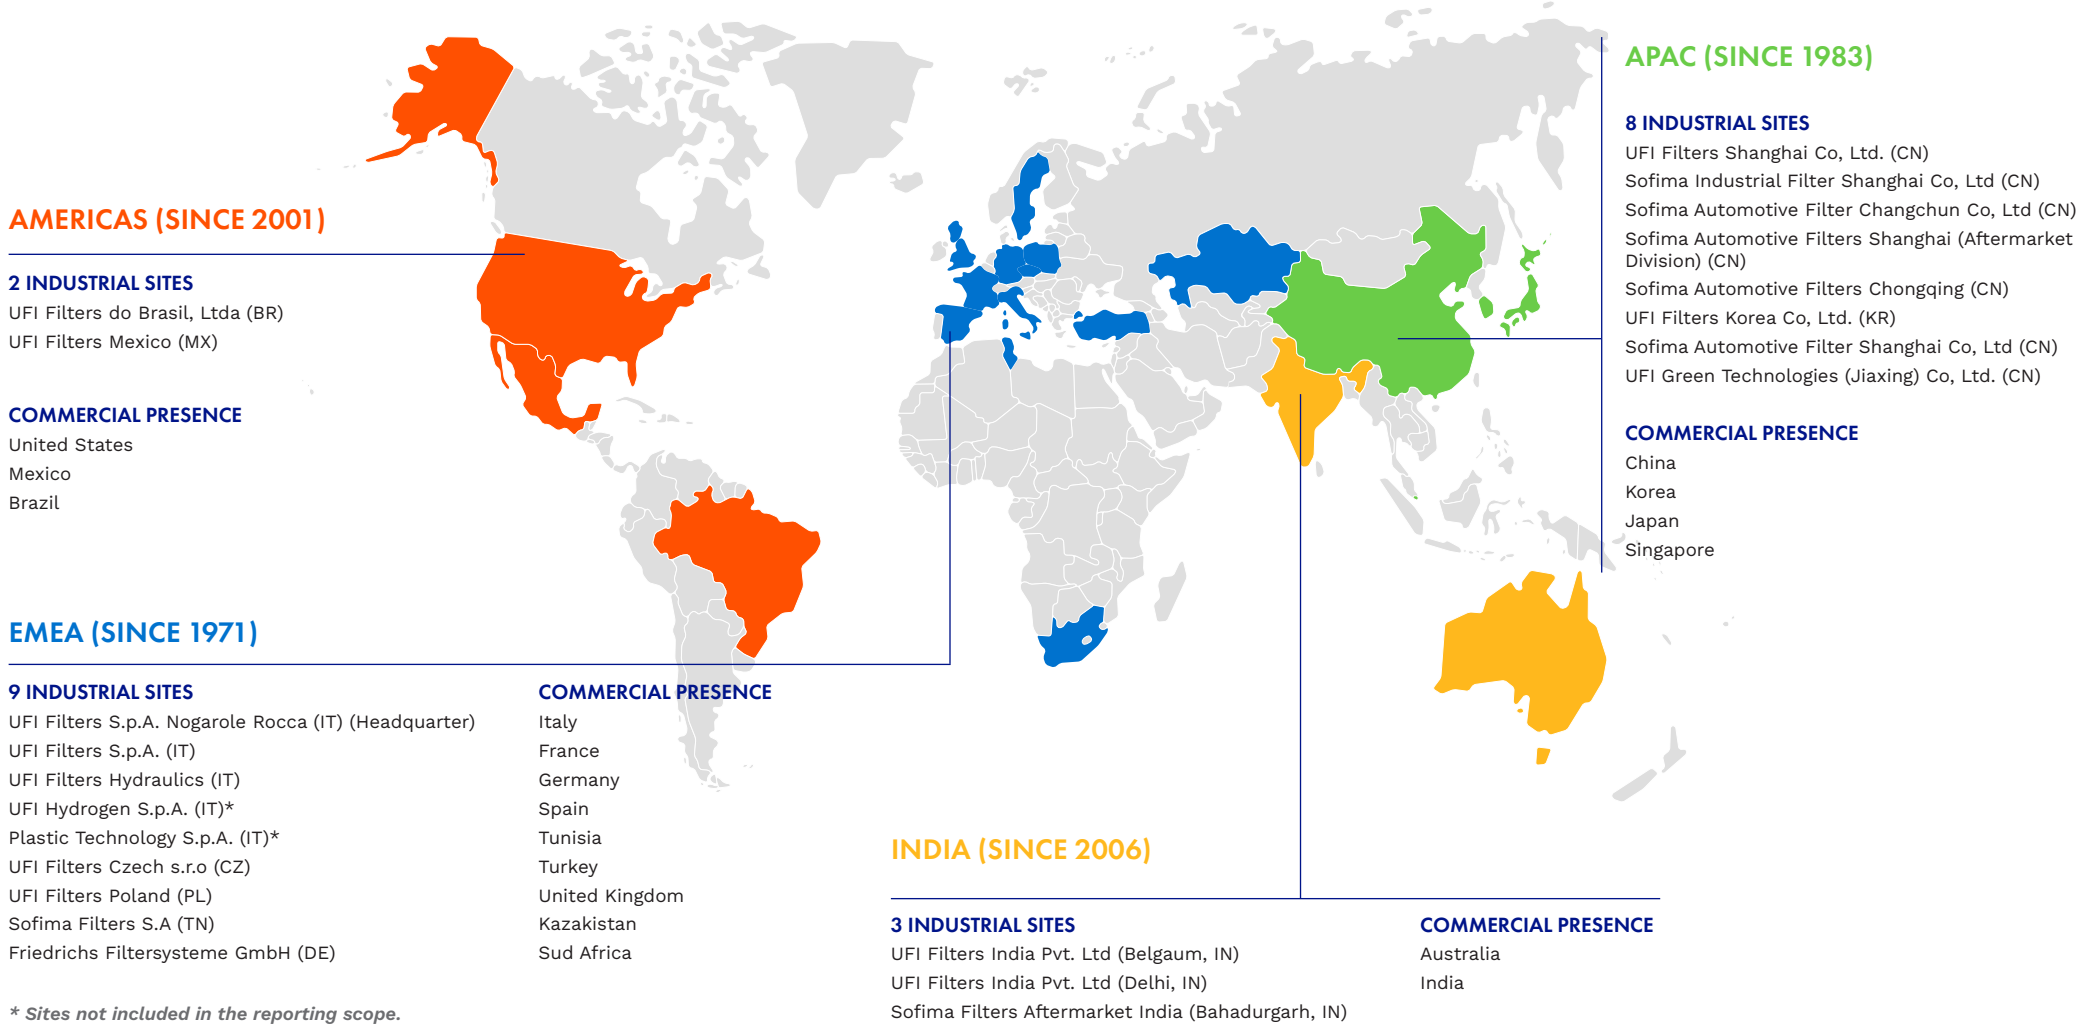 AMERICAS (SINCE 2001)
2 INDUSTRIAL SITES
UFI Filters do Brasil, Ltda (BR)
UFI Filters Mexico (MX)
COMMERCIAL PRESENCE
United States
Mexico
Brazil
EMEA (SINCE 1971)
9 INDUSTRIAL SITES
UFI Filters S.p.A. Nogarole Rocca (IT) (Headquarter)
UFI Filters S.p.A. (IT)
UFI Filters Hydraulics (IT)
UFI Hydrogen S.p.A. (IT)*
Plastic Technology S.p.A. (IT)*
UFI Filters Czech s.r.o (CZ)
UFI Filters Poland (PL)
Sofima Filters S.A (TN)
Friedrichs Filtersysteme GmbH (DE)
COMMERCIAL PRESENCE
Italy
France
Germany
Spain
Tunisia
Turkey
United Kingdom
Kazakistan
Sud Africa
* Sites not included in the reporting scope.
INDIA (SINCE 2006)
3 INDUSTRIAL SITES
UFI Filters India Pvt. Ltd (Belgaum, IN)
UFI Filters India Pvt. Ltd (Delhi, IN)
Sofima Filters Aftermarket India (Bahadurgarh, IN)
COMMERCIAL PRESENCE
Australia
India
APAC (SINCE 1983)
8 INDUSTRIAL SITES
UFI Filters Shanghai Co, Ltd. (CN)
Sofima Industrial Filter Shanghai Co, Ltd (CN)
Sofima Automotive Filter Changchun Co, Ltd (CN)
Sofima Automotive Filters Shanghai (Aftermarket
Division) (CN)
Sofima Automotive Filters Chongqing (CN)
UFI Filters Korea Co, Ltd. (KR)
Sofima Automotive Filter Shanghai Co, Ltd (CN)
UFI Green Technologies (Jiaxing) Co, Ltd. (CN)
COMMERCIAL PRESENCE
China
Korea
Japan
Singapore